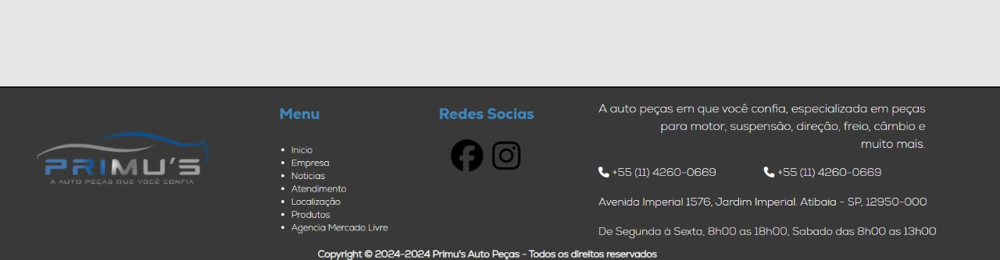 PRIMU'S
A AUTO PEÇAS QUE VOCÊ CONFIA
Menu
• Inicio
• Empresa
• Noticias
• Atendimento
• Localização
• Produtos
• Agencia Mercado Livre
Redes Socias
A auto peças em que você confia, especializada em peças
para motor, suspensão, direção, freio, câmbio e
muito mais.
+55 (11) 4260-0669 +55 (11) 4260-0669
Avenida Imperial 1576, Jardim Imperial. Atibaia - SP, 12950-000
De Segunda à Sexta, 8h00 as 18h00, Sabado das 8h00 as 13h00
Copyright © 2024-2024 Primu's Auto Peças - Todos os direitos reservados